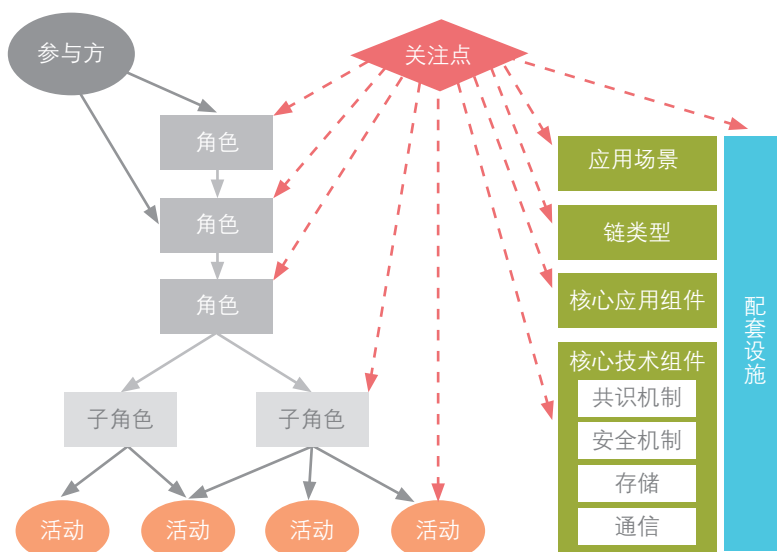 参与方
关注点
角色
角色
角色
子角色
子角色
活动
活动
活动
活动
应用场景
链类型
核心应用组件
核心技术组件
共识机制
安全机制
存储
通信
配套设施